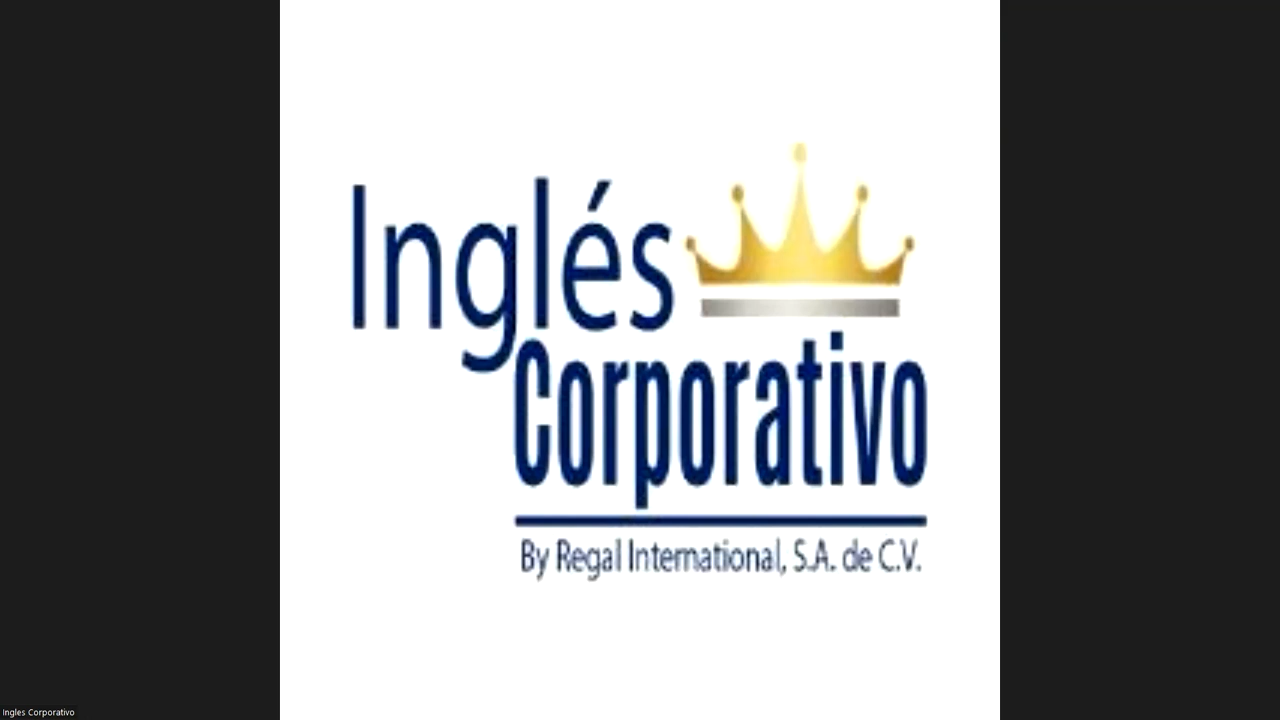 Inglés
Corporativo
By Regal International, S.A. de C.V.
Ingles Corporativo